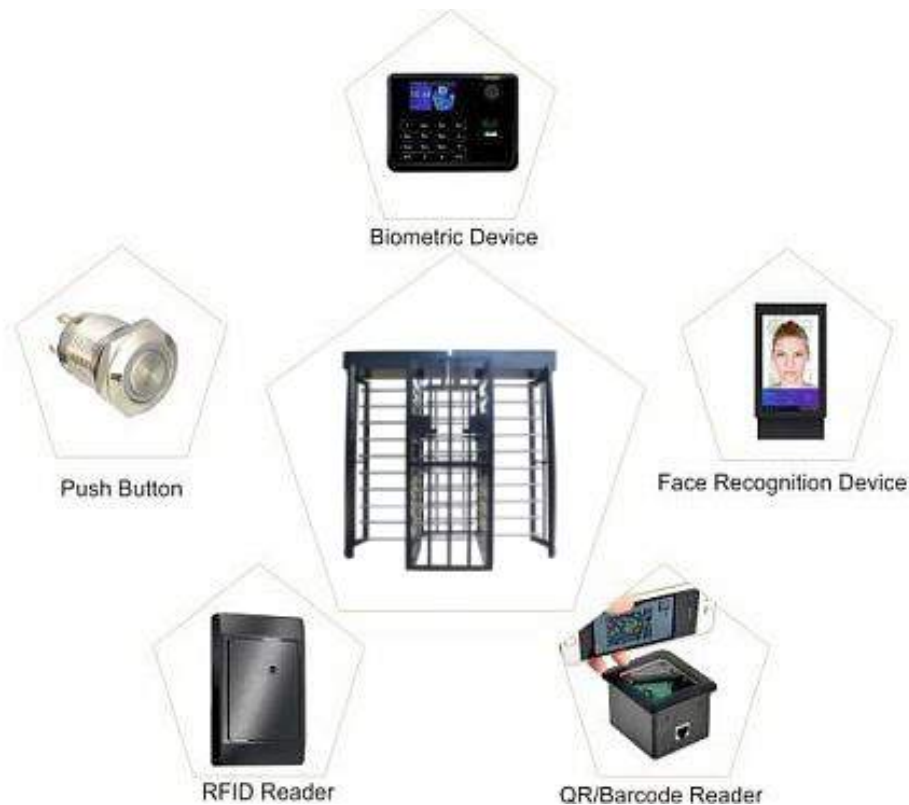 Biometric Device
Push Button
Face Recognition Device
RFID Reader
QR/Barcode Reader